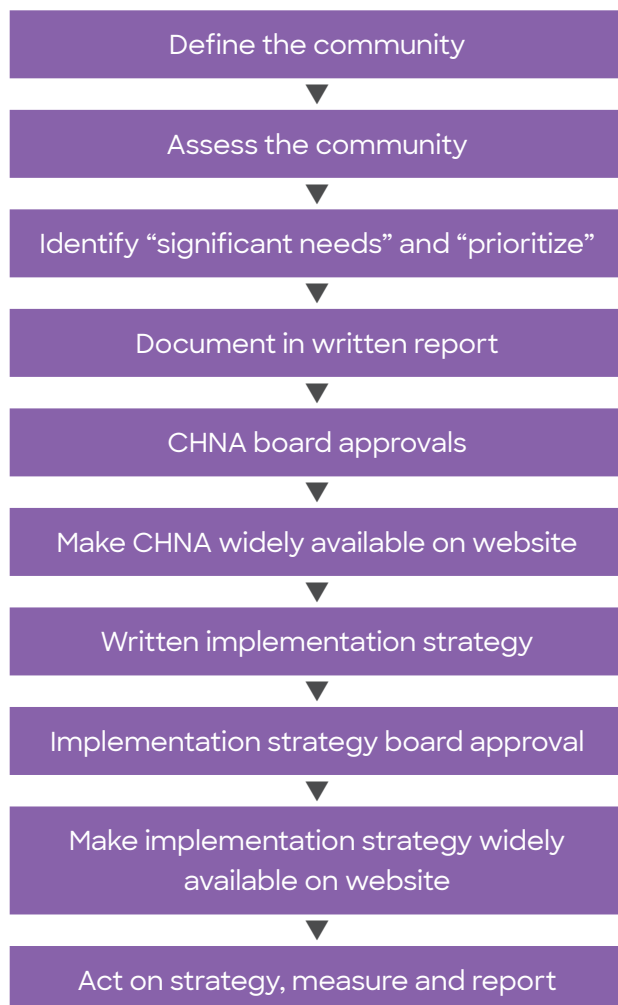 Define the community
Assess the community
Identify “significant needs” and “prioritize”
Document in written report
CHNA board approvals
Make CHNA widely available on website
Written implementation strategy
Implementation strategy board approval
Make implementation strategy widely
available on website
Act on strategy, measure and report